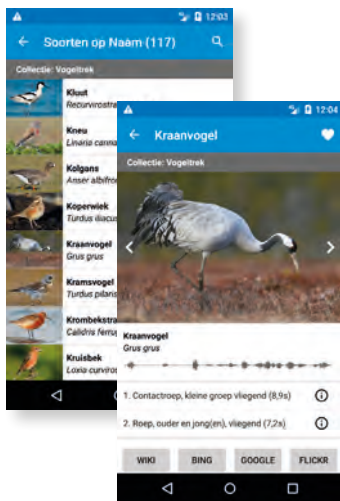 12:03
Soorten op Naam (117)
Collectie: Vogeltrek
Kluut
Recurvirostra
Kneu
Linaria canna
Kolgans
Anser albifro
Koperwiek
Turdus iliacus
Kraanvogel
Grus grus
Kramsvogel
Turdus pilaris
Krombekstra
Calidris ferrug
Kruisbek
Loxia curviros
12:04
Kraanvogel
Collectie: Vogeltrek
Kraanvogel
Grus grus
1. Contactroep, kleine groep vliegend (8,9s)
2. Roep, ouder en jong(en), vliegend (7,2s)
WIKI BING GOOGLE FLICKR